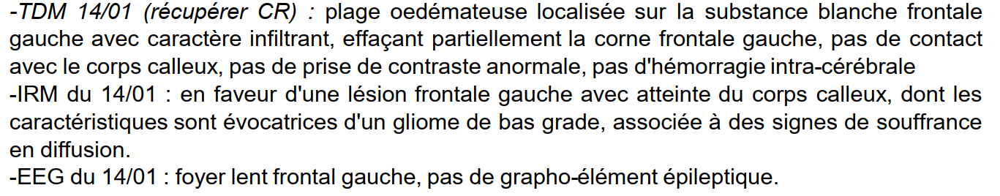 -TDM 14/01 (récupérer CR) : plage oedémateuse localisée sur la substance blanche frontale
gauche avec caractère infiltrant, effaçant partiellement la corne frontale gauche, pas de contact
avec le corps calleux, pas de prise de contraste anormale, pas d'hémorragie intra-cérébrale
-IRM du 14/01 : en faveur d'une lésion frontale gauche avec atteinte du corps calleux, dont les
caractéristiques sont évocatrices d'un gliome de bas grade, associée à des signes de souffrance
en diffusion.
-EEG du 14/01 : foyer lent frontal gauche, pas de grapho-élément épileptique.